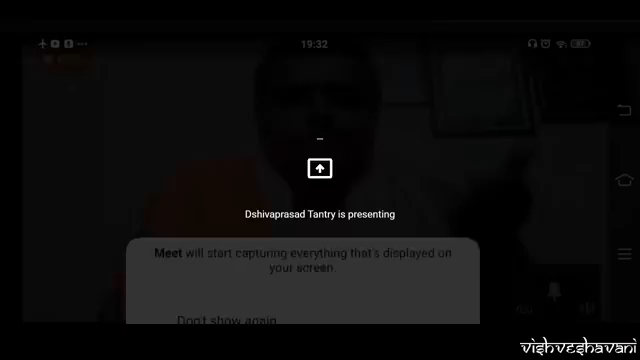 19:32
Dshivaprasad Tantry is presenting
Meet will start capturing everything that's displayed on
your screen.
Don't show again
vishveshavani